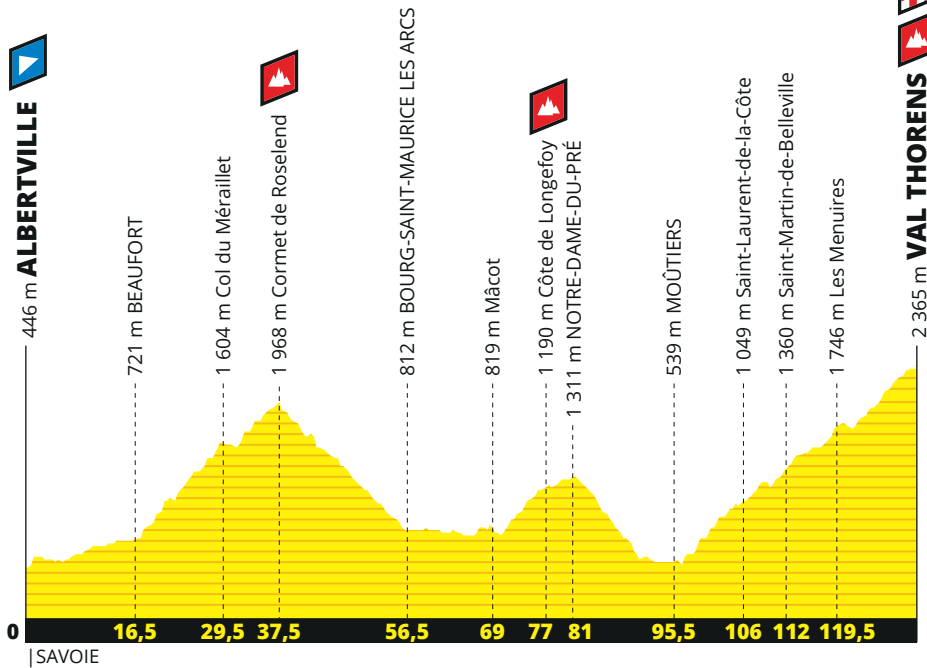 446 m ALBERTVILLE
721 m BEAUFORT
1 604 m Col du Méraillet
1 968 m Cormet de Roselend
812 m BOURG-SAINT-MAURICE LES ARCS
819 m Mâcot
1 190 m Côte de Longefoy
1 311 m NOTRE-DAME-DU-PRÉ
539 m MOÛTIERS
1 049 m Saint-Laurent-de-la-Côte
1 360 m Saint-Martin-de-Belleville
1 746 m Les Menuires
2 365 m VAL THORENS
0 16,5 29,5 37,5 56,5 69 77 81 95,5 106 112 119,5
|SAVOIE